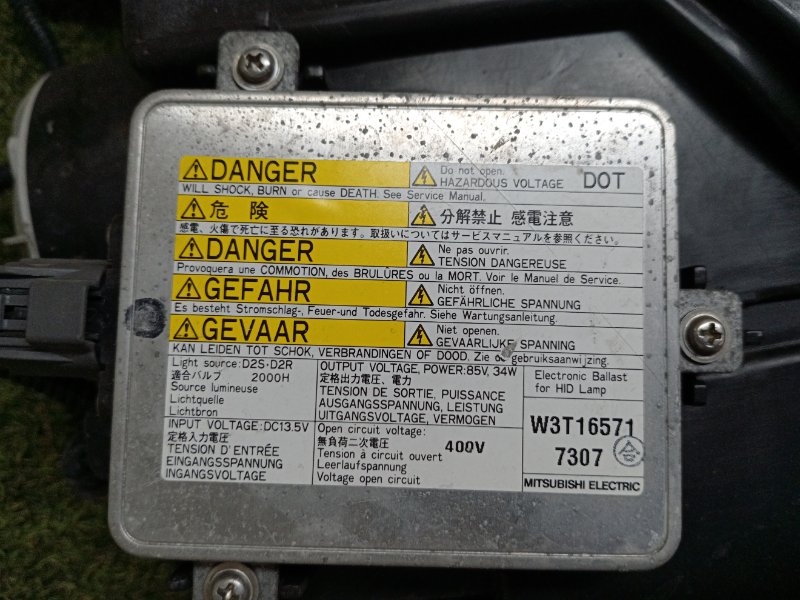 DANGER
Do not open.
HAZARDOUS VOLTAGE DOT
WILL SHOCK, BURN or cause DEATH. See Service Manual.
危険
分解禁止 感電注意
感電、火傷で死亡に至る恐れがあります。取扱いについてはサービスマニュアルを参照ください。
DANGER
Ne pas ouvrir.
TENSION DANGEREUSE
Provoquera une COMMOTION, des BRULÛRES ou la MORT. Voir le Manuel de Service.
GEFAHR
Nicht öffnen.
GEFÄHRLICHE SPANNUNG
Es besteht Stromschlag-, Feuer-und Todesgefahr. Siehe Wartungsanleitung.
GEVAAR
Niet openen.
GEVAARLIJKE SPANNING
KAN LEIDEN TOT SCHOK, VERBRANDINGEN OF DOOD. Zie de gebruiksaanwijzing.
Light source:D2S・D2R
適合バルブ 2000H
Source lumineuse
Lichtquelle
Lichtbron
INPUT VOLTAGE:DC13.5V
定格入力電圧
TENSION D'ENTRÉE
EINGANGSSPANNUNG
INGANGSVOLTAGE
OUTPUT VOLTAGE, POWER:85V, 34W
定格出力電圧、電力
TENSION DE SORTIE, PUISSANCE
AUSGANGSSPANNUNG, LEISTUNG
UITGANGSVOLTAGE, VERMOGEN
Open circuit voltage:
無負荷二次電圧 400V
Tension à circuit ouvert
Leerlaufspannung
Voltage open circuit
Electronic Ballast
for HID Lamp
W3T16571
7307
MITSUBISHI ELECTRIC